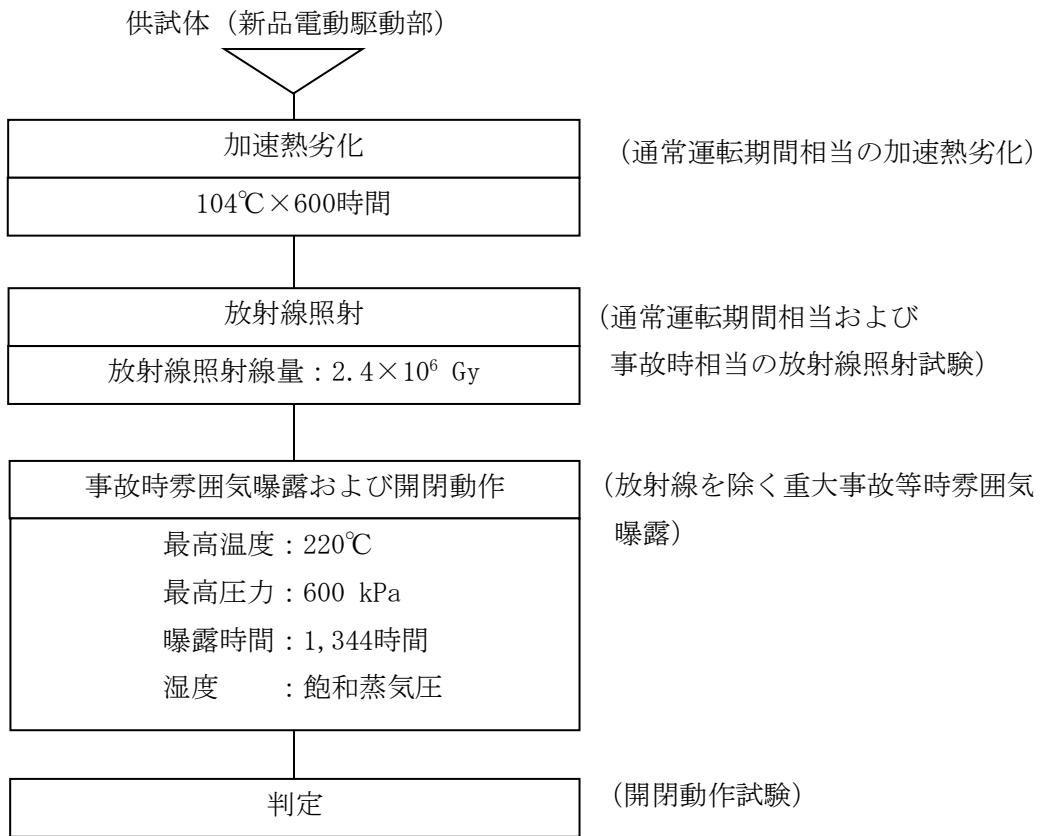 供試体（新品電動駆動部）
加速熱劣化
（通常運転期間相当の加速熱劣化）
104℃×600時間
放射線照射
（通常運転期間相当および
事故時相当の放射線照射試験）
放射線照射線量：2.4×10⁶ Gy
事故時雰囲気曝露および開閉動作
（放射線を除く重大事故等時雰囲気
曝露）
最高温度：220℃
最高圧力：600 kPa
曝露時間：1,344時間
湿度　　：飽和蒸気圧
判定
（開閉動作試験）